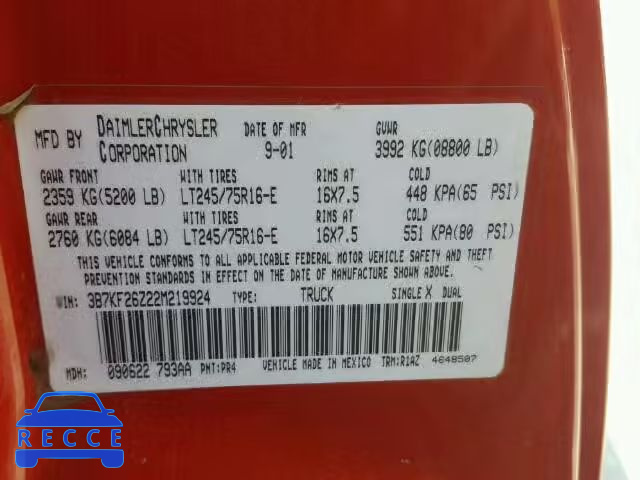 MFD BY DAIMLERCHRYSLER CORPORATION DATE OF MFR 9-01 GVWR 3992 KG(08800 LB)
GAWR FRONT WITH TIRES RIMS AT COLD
2359 KG(5200 LB) LT245/75R16-E 16X7.5 448 KPA(65 PSI)
GAWR REAR WITH TIRES RIMS AT COLD
2760 KG(6084 LB) LT245/75R16-E 16X7.5 551 KPA(80 PSI)
THIS VEHICLE CONFORMS TO ALL APPLICABLE FEDERAL MOTOR VEHICLE SAFETY AND THEFT
PREVENTION STANDARDS IN EFFECT ON THE DATE OF MANUFACTURE SHOWN ABOVE.
VIN: 3B7KF26Z22M219924 TYPE: TRUCK SINGLE X DUAL
MDH: 090622 793AA PNT:PR4 VEHICLE MADE IN MEXICO TRM:R1AZ 4648507
RECCE
BIDCARS